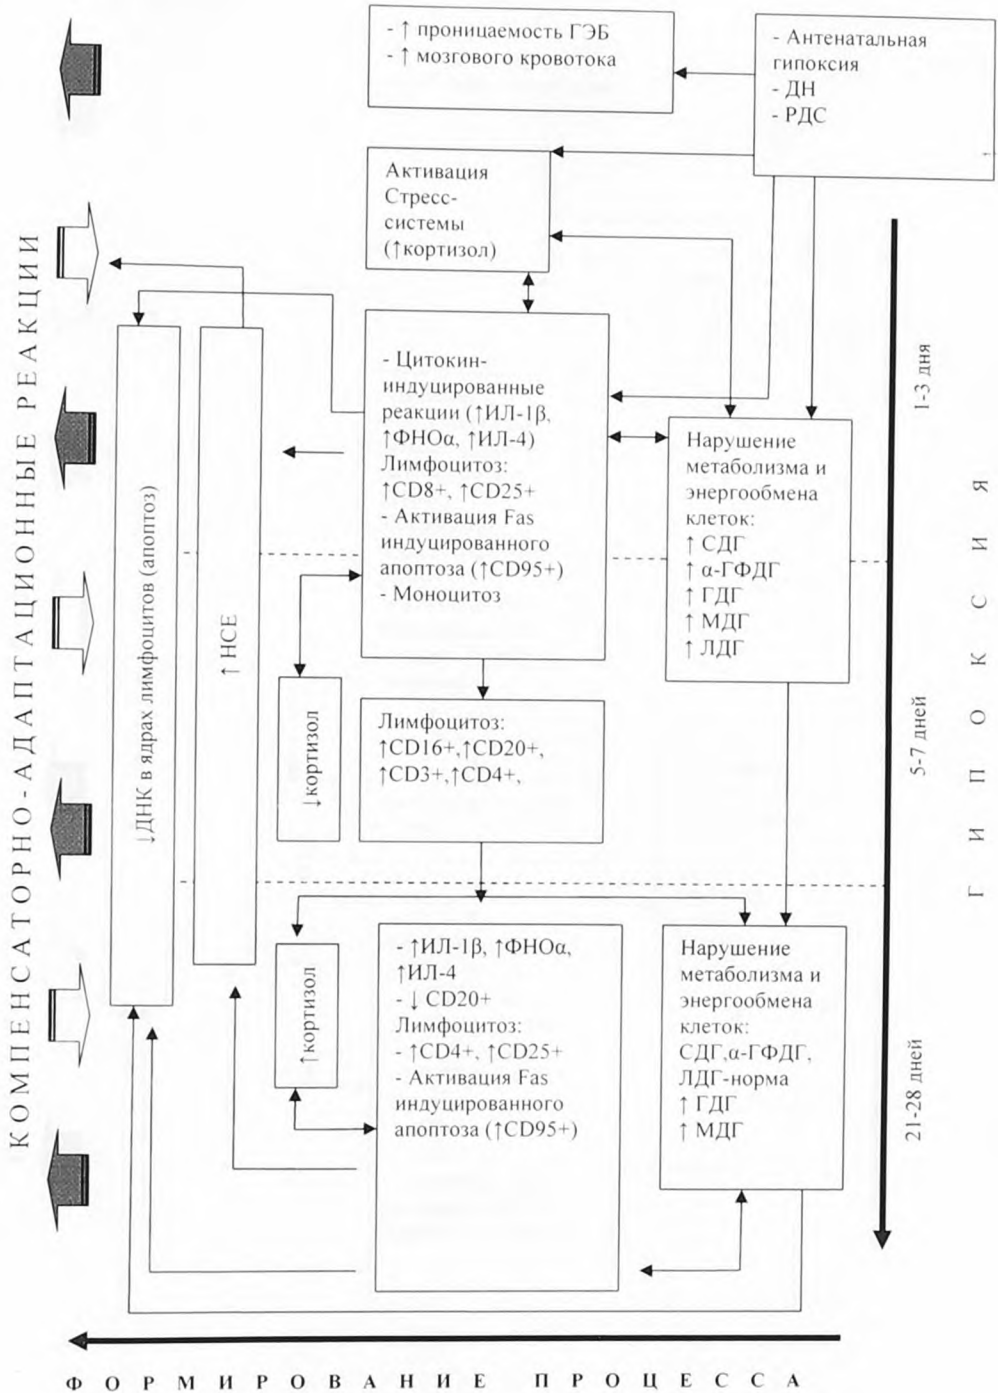 - ↑ проницаемость ГЭБ
- ↑ мозгового кровотока
- Антенатальная
гипоксия
- ДН
- РДС
Активация
Стресс-
системы
(↑кортизол)
- Цитокин-
индуцированные
реакции (↑ИЛ-1β,
↑ФНОα, ↑ИЛ-4)
Лимфоцитоз:
↑CD8+, ↑CD25+
- Активация Fas
индуцированного
апоптоза (↑CD95+)
- Моноцитоз
Нарушение
метаболизма и
энергообмена
клеток:
↑ СДГ
↑ α-ГФДГ
↑ ГДГ
↑ МДГ
↑ ЛДГ
Лимфоцитоз:
↑CD16+,↑CD20+,
↑CD3+,↑CD4+,
↓кортизол
↑ НСЕ
↓ДНК в ядрах лимфоцитов (апоптоз)
↑кортизол
- ↑ИЛ-1β, ↑ФНОα,
↑ИЛ-4
- ↓ CD20+
Лимфоцитоз:
- ↑CD4+, ↑CD25+
- Активация Fas
индуцированного
апоптоза (↑CD95+)
Нарушение
метаболизма и
энергообмена
клеток:
СДГ,α-ГФДГ,
ЛДГ-норма
↑ ГДГ
↑ МДГ
1-3 дня
5-7 дней
21-28 дней
ГИПОКСИЯ
КОМПЕНСАТОРНО-АДАПТАЦИОННЫЕ РЕАКЦИИ
ФОРМИРОВАНИЕ ПРОЦЕССА